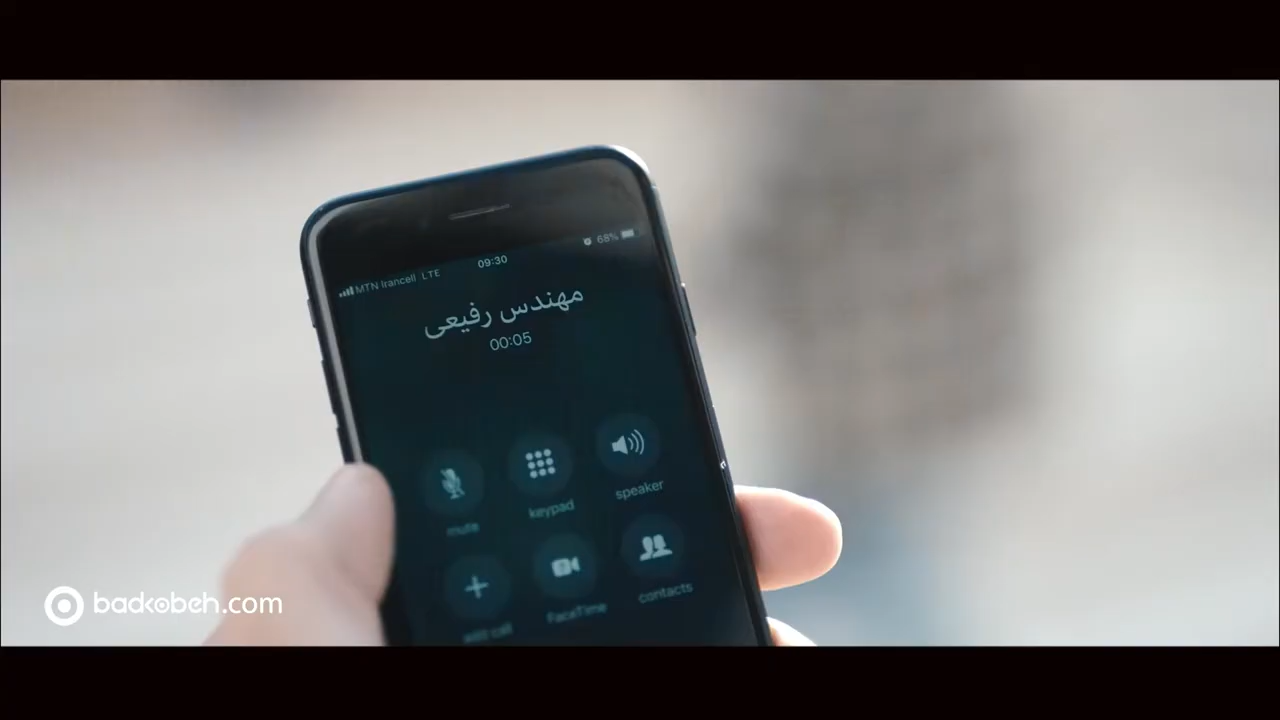 MTN Irancell LTE 09:30 68%
مهندس رفیعی
00:05
mute keypad speaker
add call FaceTime contacts
badkobeh.com